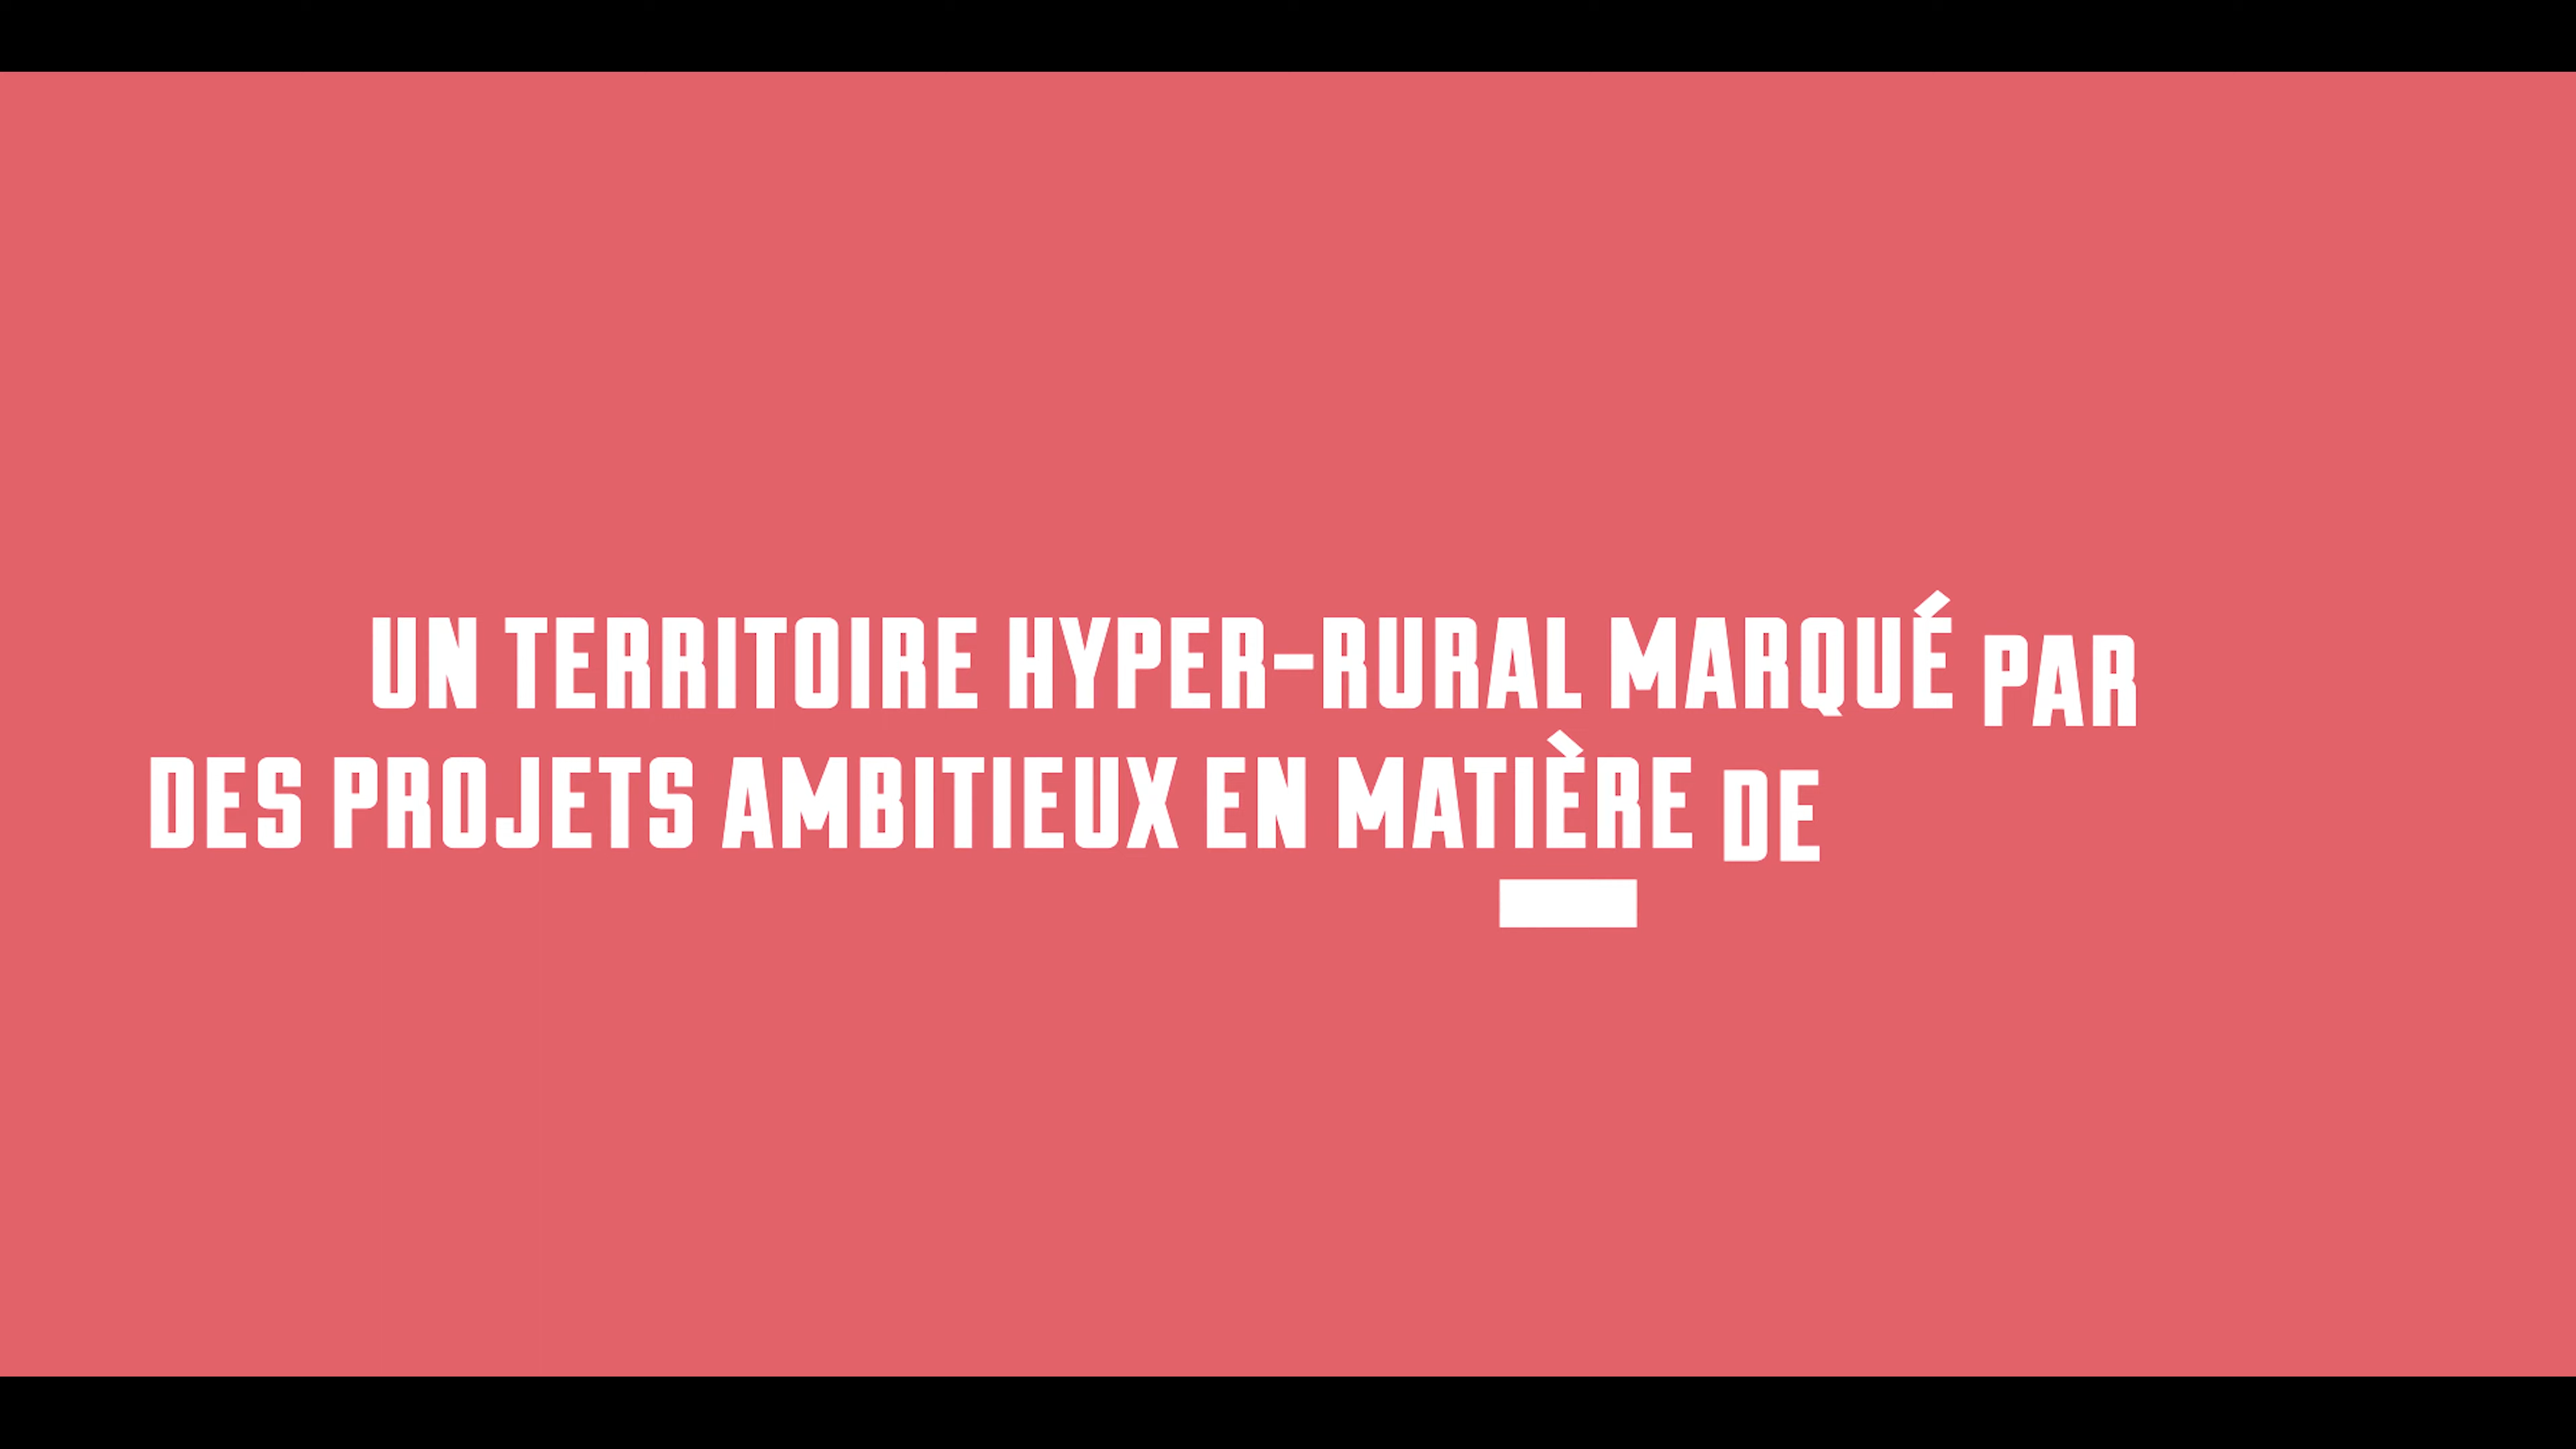 UN TERRITOIRE HYPER-RURAL MARQUÉ PAR
DES PROJETS AMBITIEUX EN MATIÈRE DE